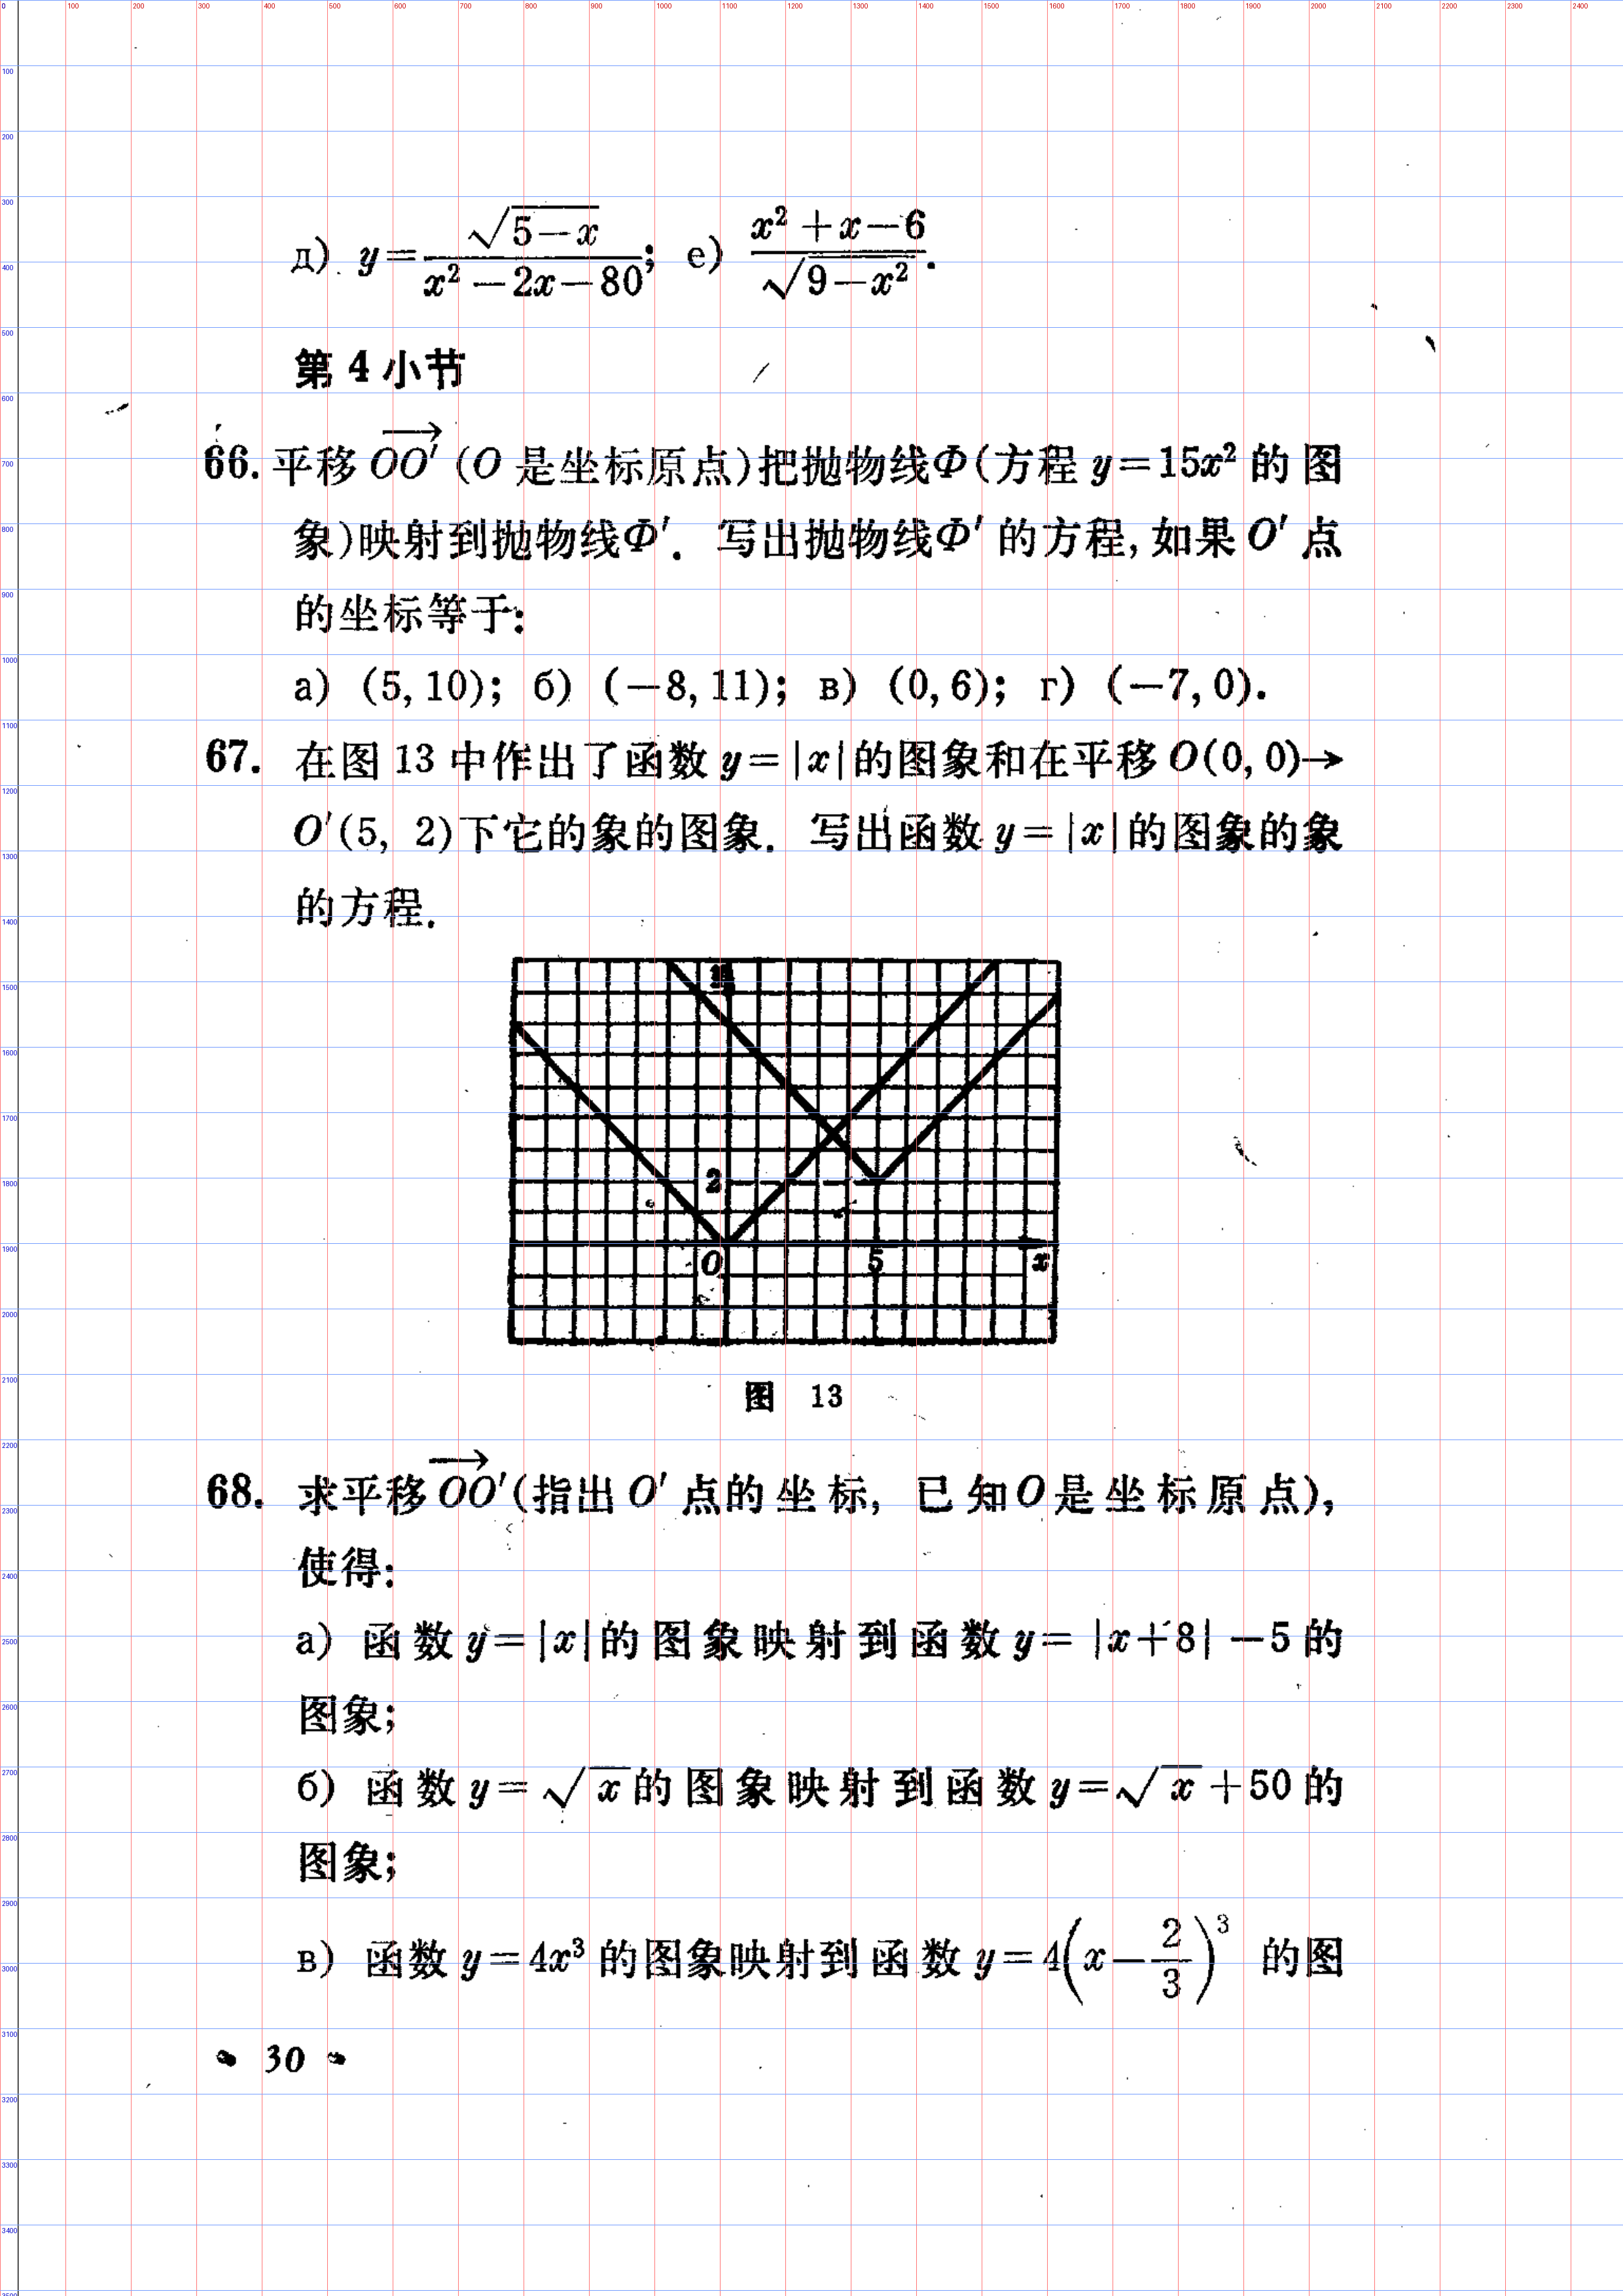 д) y=√(5−x)/(x²−2x−80); е) (x²+x−6)/√(9−x²).
第 4 小节
66. 平移 OO′→ (O 是坐标原点)把抛物线Φ(方程 y=15x² 的图
象)映射到抛物线Φ′. 写出抛物线Φ′ 的方程, 如果 O′ 点
的坐标等于:
а) (5, 10); б) (−8, 11); в) (0, 6); г) (−7, 0).
67. 在图 13 中作出了函数 y=|x|的图象和在平移 O(0, 0)→
O′(5, 2)下它的象的图象. 写出函数 y=|x|的图象的象
的方程.
2
O 5 x
图 13
68. 求平移 OO′→(指出 O′ 点的坐标, 已知O是坐标原点),
使得:
а) 函数 y=|x|的图象映射到函数 y=|x+8|−5 的
图象;
б) 函数 y=√x的图象映射到函数 y=√x+50 的
图象;
в) 函数 y=4x³ 的图象映射到函数 y=4(x−2/3)³ 的图
• 30 •